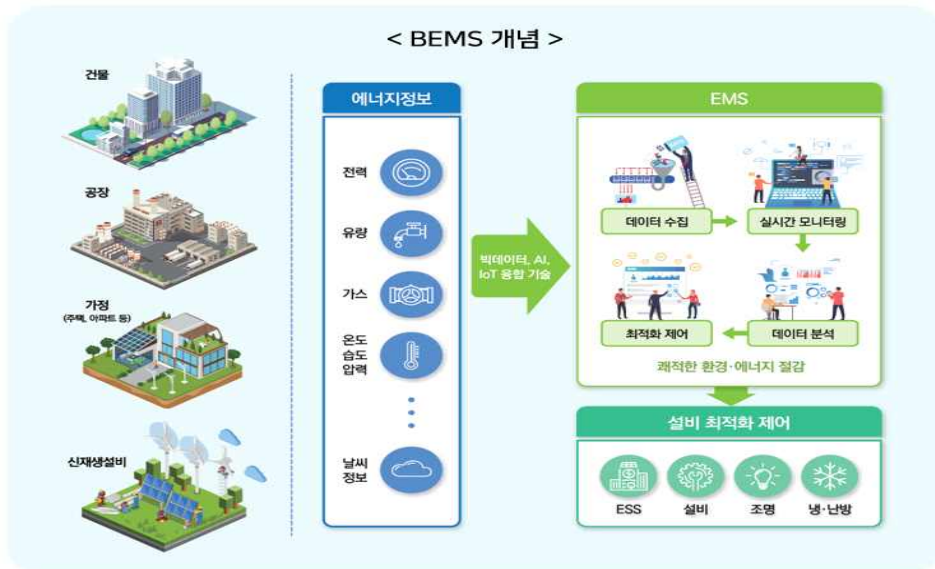 < BEMS 개념 >
건물
공장
가정
(주택, 아파트 등)
신재생설비
에너지정보
전력
유량
가스
온도
습도
압력
날씨
정보
빅데이터, AI,
IoT 융합 기술
EMS
데이터 수집
실시간 모니터링
최적화 제어
데이터 분석
쾌적한 환경·에너지 절감
설비 최적화 제어
ESS
설비
조명
냉·난방